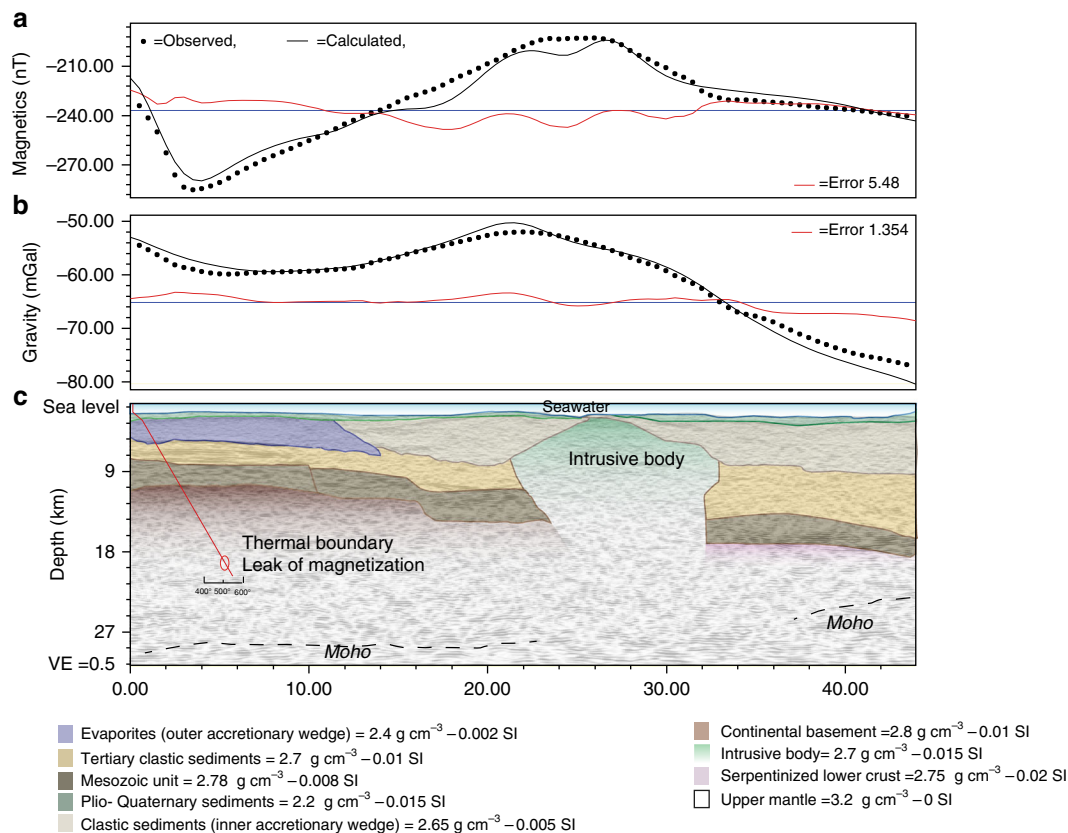 a
=Observed, =Calculated,
Magnetics (nT)
−210.00
−240.00
−270.00
=Error 5.48
b
Gravity (mGal)
−50.00
−60.00
−70.00
−80.00
=Error 1.354
c
Sea level
Seawater
Intrusive body
Depth (km)
9
18
27
VE =0.5
Thermal boundary
Leak of magnetization
400° 500° 600°
Moho
Moho
0.00 10.00 20.00 30.00 40.00
Evaporites (outer accretionary wedge) = 2.4 g cm⁻³ – 0.002 SI
Tertiary clastic sediments = 2.7 g cm⁻³ – 0.01 SI
Mesozoic unit = 2.78 g cm⁻³ – 0.008 SI
Plio- Quaternary sediments = 2.2 g cm⁻³ – 0.015 SI
Clastic sediments (inner accretionary wedge) = 2.65 g cm⁻³ – 0.005 SI
Continental basement =2.8 g cm⁻³ – 0.01 SI
Intrusive body= 2.7 g cm⁻³ – 0.015 SI
Serpentinized lower crust =2.75 g cm⁻³ – 0.02 SI
Upper mantle =3.2 g cm⁻³ – 0 SI